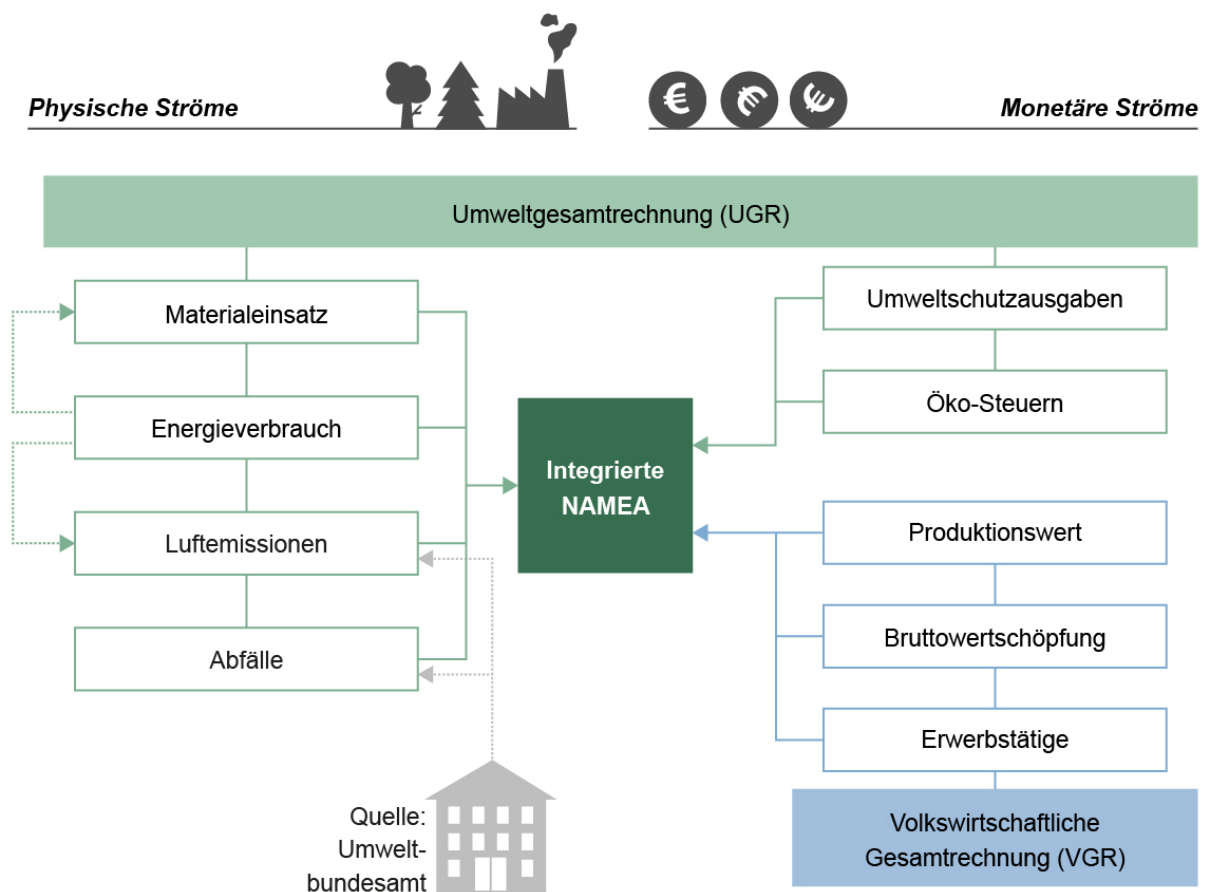 Physische Ströme
Monetäre Ströme
Umweltgesamtrechnung (UGR)
Materialeinsatz
Energieverbrauch
Luftemissionen
Abfälle
Integrierte
NAMEA
Umweltschutzausgaben
Öko-Steuern
Produktionswert
Bruttowertschöpfung
Erwerbstätige
Volkswirtschaftliche
Gesamtrechnung (VGR)
Quelle:
Umwelt-
bundesamt